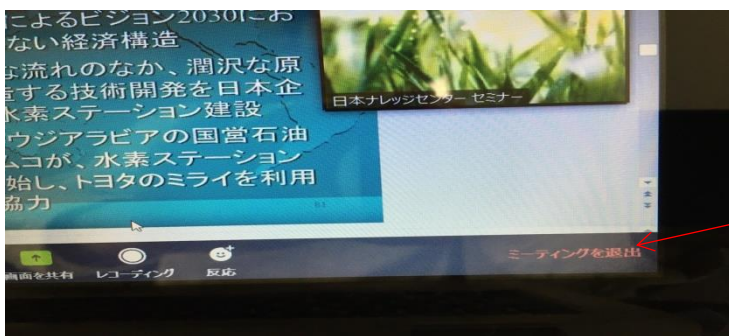 によるビジョン2030にお
ない経済構造
な流れのなか、潤沢な原
造する技術開発を日本企
水素ステーション建設
ウジアラビアの国営石油
ムコが、水素ステーション
始し、トヨタのミライを利用
協力
61
日本ナレッジセンター セミナー
画面を共有
レコーディング
反応
ミーティングを退出